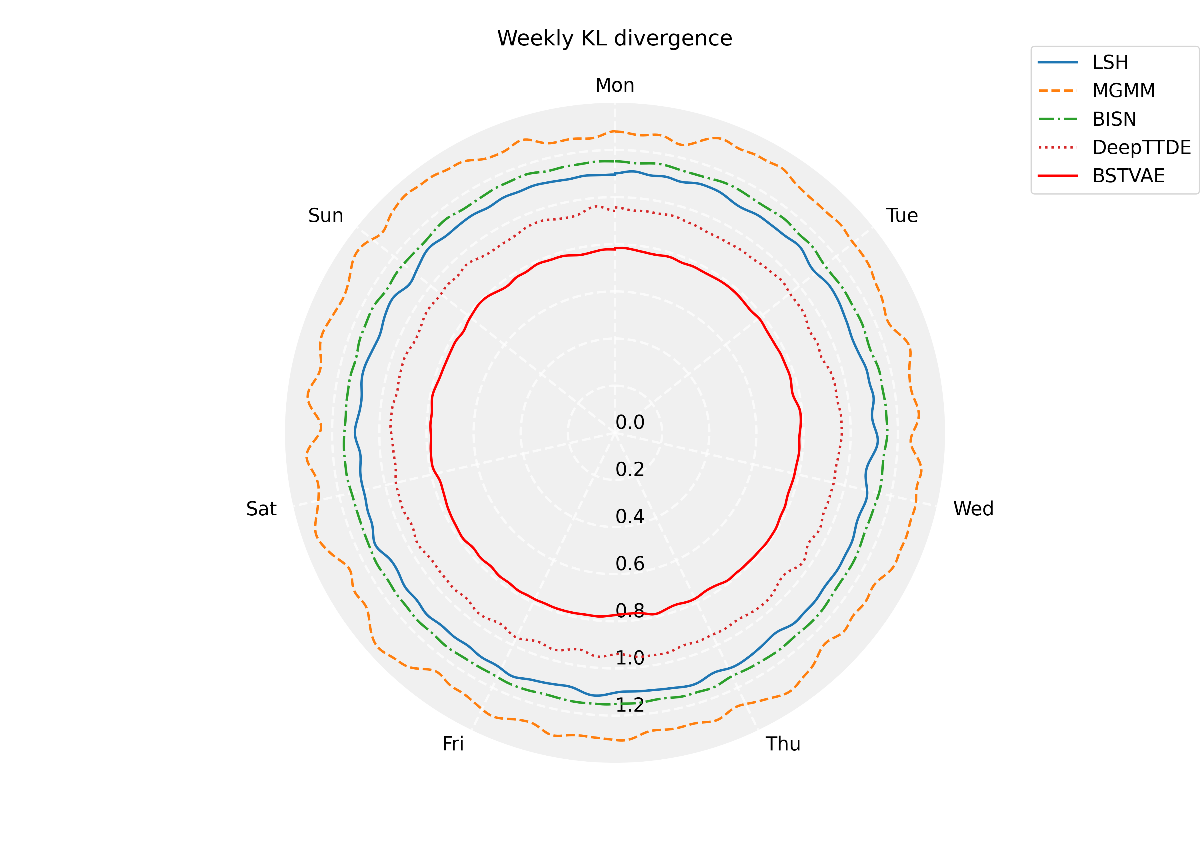 Weekly KL divergence
Mon
Tue
Wed
Thu
Fri
Sat
Sun
0.0
0.2
0.4
0.6
0.8
1.0
1.2
LSH
MGMM
BISN
DeepTTDE
BSTVAE